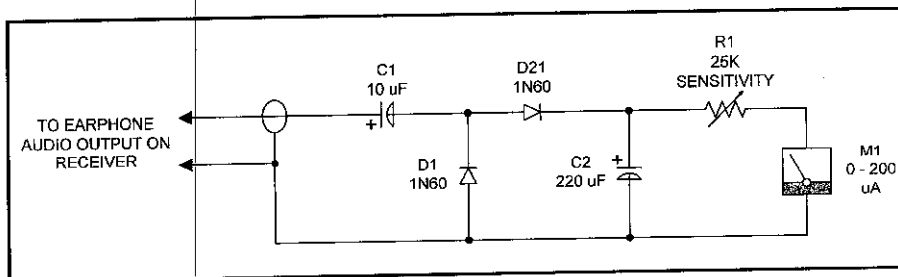 TO EARPHONE
AUDIO OUTPUT ON
RECEIVER
C1
10 uF
+
D1
1N60
D21
1N60
C2
220 uF
+
R1
25K
SENSITIVITY
M1
0 - 200
uA